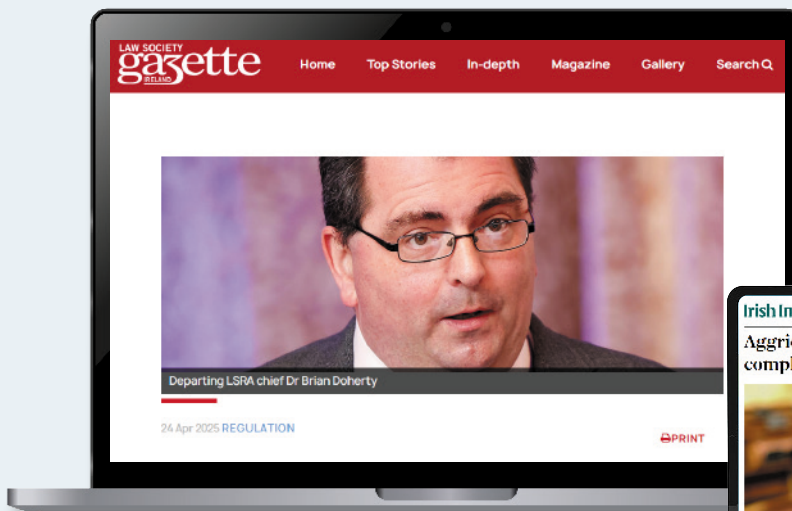 LAW SOCIETY
gazette
IRELAND
Home Top Stories In-depth Magazine Gallery Search
Departing LSRA chief Dr Brian Doherty
24 Apr 2025 REGULATION
PRINT
Irish In
Aggri
compl